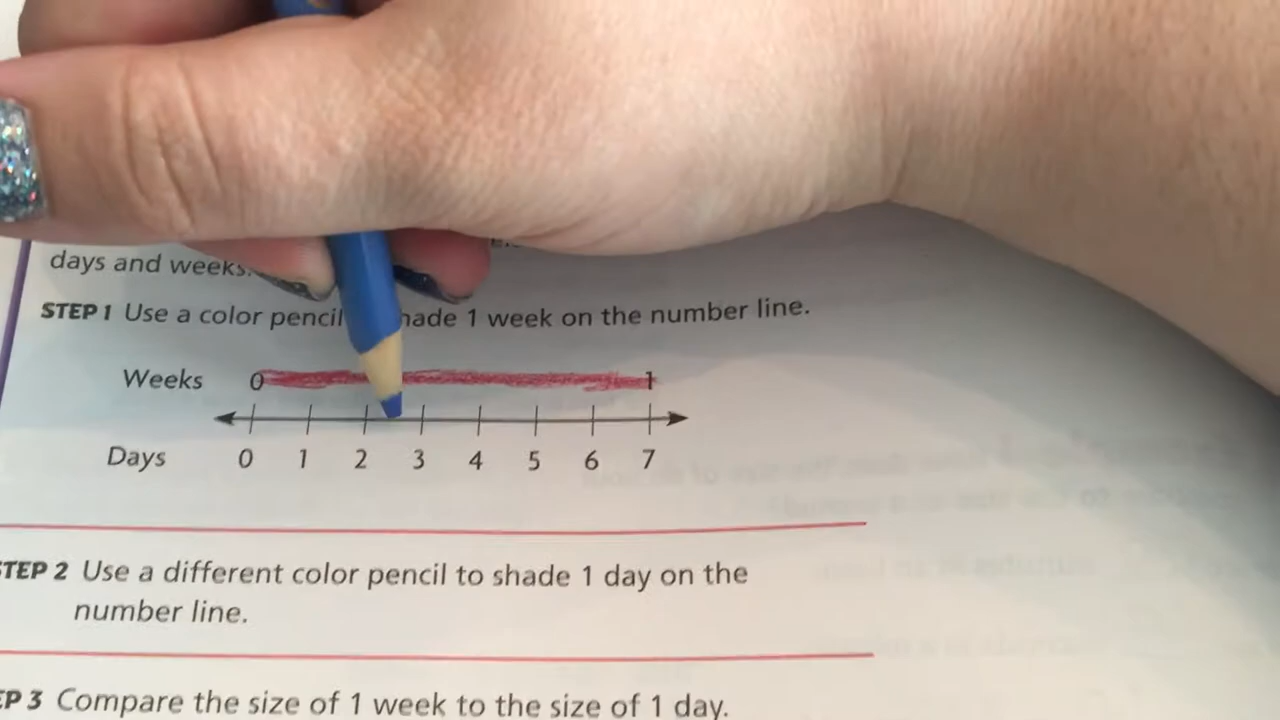 days and weeks.
STEP 1 Use a color pencil hade 1 week on the number line.
Weeks 0 1
Days 0 1 2 3 4 5 6 7
TEP 2 Use a different color pencil to shade 1 day on the
number line.
EP 3 Compare the size of 1 week to the size of 1 day.